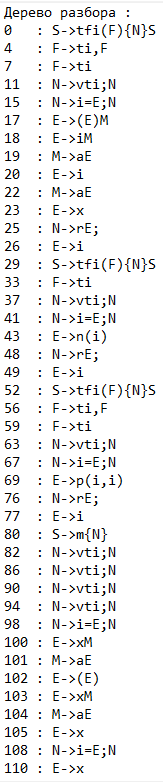 Дерево разбора :
0   : S->tfi(F){N}S
4   : F->ti,F
7   : F->ti
11  : N->vti;N
15  : N->i=E;N
17  : E->(E)M
18  : E->iM
19  : M->aE
20  : E->i
22  : M->aE
23  : E->x
25  : N->rE;
26  : E->i
29  : S->tfi(F){N}S
33  : F->ti
37  : N->vti;N
41  : N->i=E;N
43  : E->n(i)
48  : N->rE;
49  : E->i
52  : S->tfi(F){N}S
56  : F->ti,F
59  : F->ti
63  : N->vti;N
67  : N->i=E;N
69  : E->p(i,i)
76  : N->rE;
77  : E->i
80  : S->m{N}
82  : N->vti;N
86  : N->vti;N
90  : N->vti;N
94  : N->vti;N
98  : N->i=E;N
100 : E->xM
101 : M->aE
102 : E->(E)
103 : E->xM
104 : M->aE
105 : E->x
108 : N->i=E;N
110 : E->x